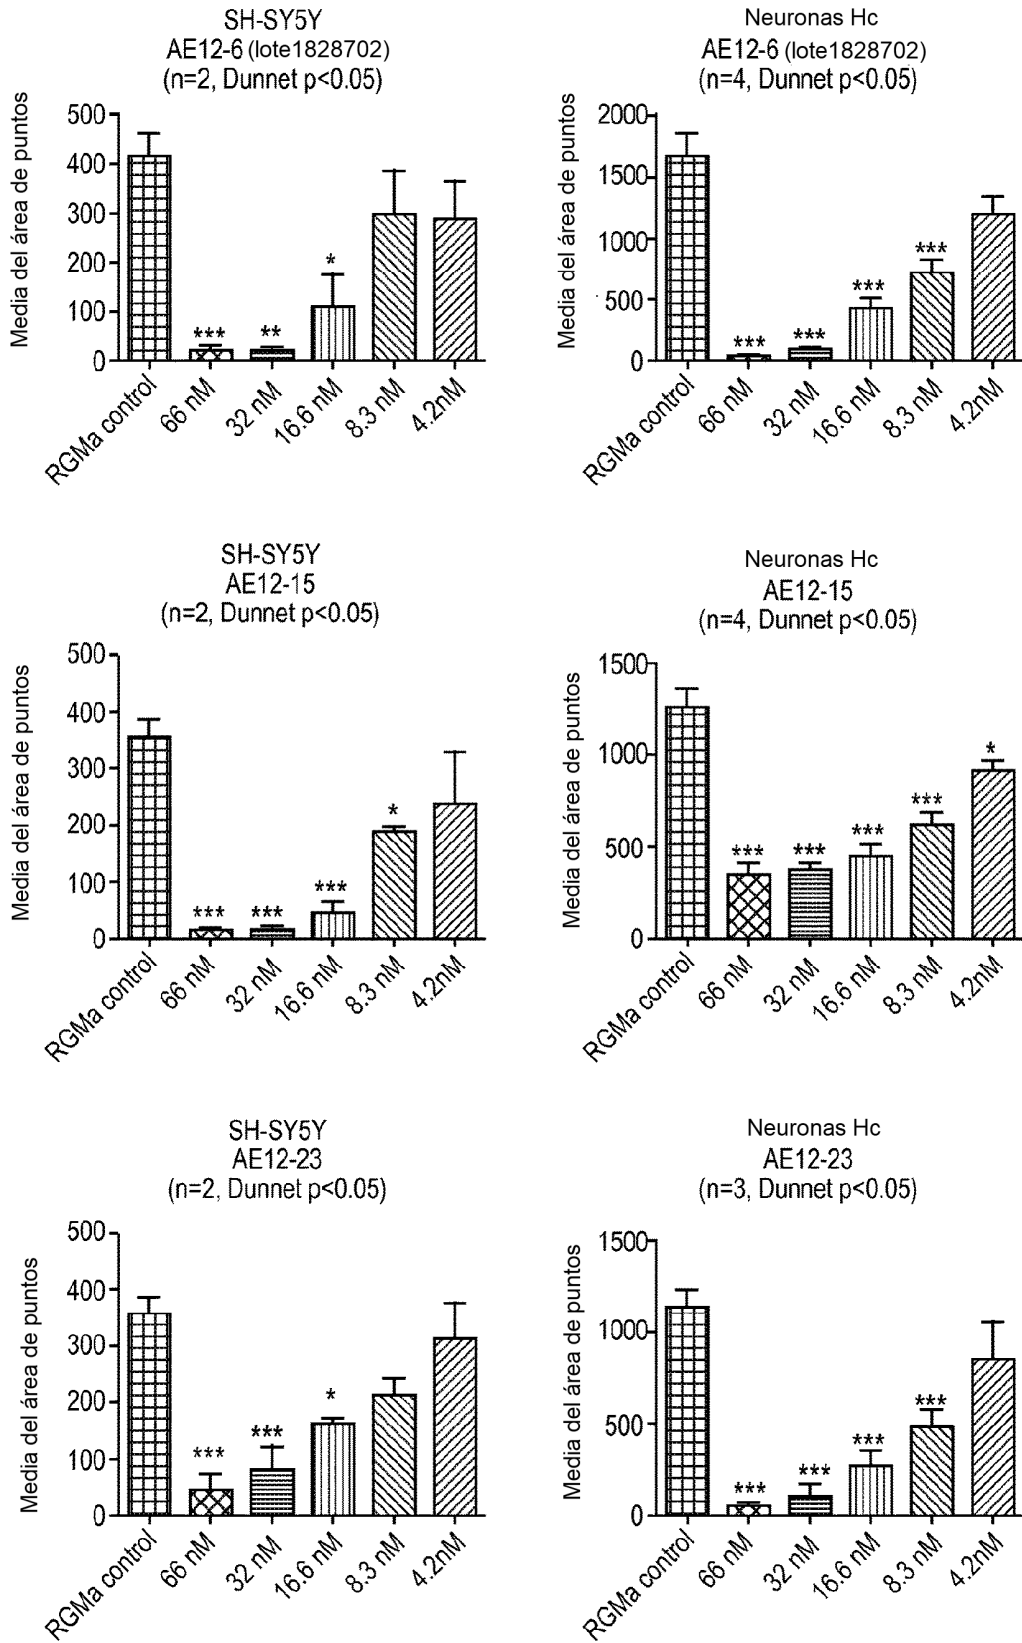 SH-SY5Y
AE12-6 (lote1828702)
(n=2, Dunnet p<0.05)
Media del área de puntos
500
400
300
200
100
0
***
**
*
RGMa control
66 nM
32 nM
16.6 nM
8.3 nM
4.2nM
Neuronas Hc
AE12-6 (lote1828702)
(n=4, Dunnet p<0.05)
Media del área de puntos
2000
1500
1000
500
0
***
***
***
***
RGMa control
66 nM
32 nM
16.6 nM
8.3 nM
4.2nM
SH-SY5Y
AE12-15
(n=2, Dunnet p<0.05)
Media del área de puntos
500
400
300
200
100
0
***
***
***
*
RGMa control
66 nM
32 nM
16.6 nM
8.3 nM
4.2nM
Neuronas Hc
AE12-15
(n=4, Dunnet p<0.05)
Media del área de puntos
1500
1000
500
0
***
***
***
***
*
RGMa control
66 nM
32 nM
16.6 nM
8.3 nM
4.2nM
SH-SY5Y
AE12-23
(n=2, Dunnet p<0.05)
Media del área de puntos
500
400
300
200
100
0
***
***
*
RGMa control
66 nM
32 nM
16.6 nM
8.3 nM
4.2nM
Neuronas Hc
AE12-23
(n=3, Dunnet p<0.05)
Media del área de puntos
1500
1000
500
0
***
***
***
***
RGMa control
66 nM
32 nM
16.6 nM
8.3 nM
4.2nM